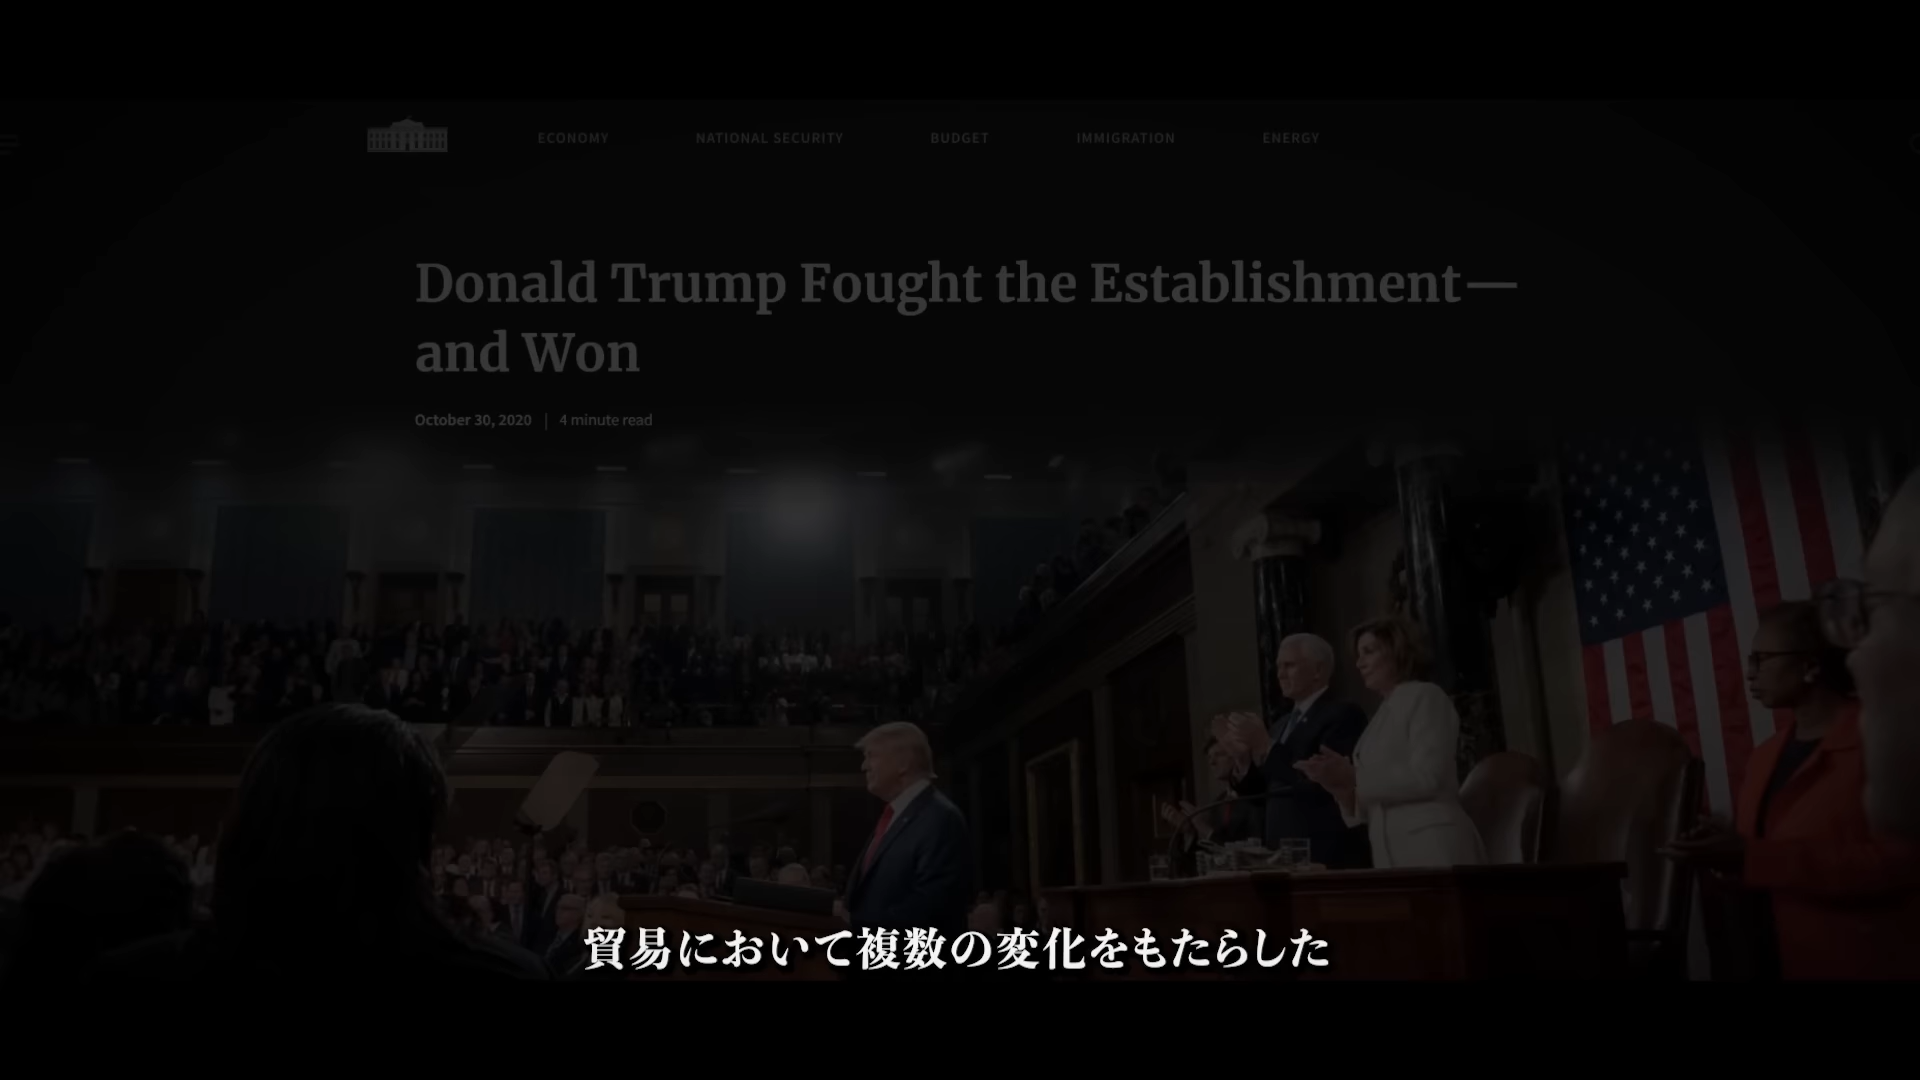 ECONOMY NATIONAL SECURITY BUDGET IMMIGRATION ENERGY
Donald Trump Fought the Establishment—
and Won
October 30, 2020 | 4 minute read
貿易において複数の変化をもたらした